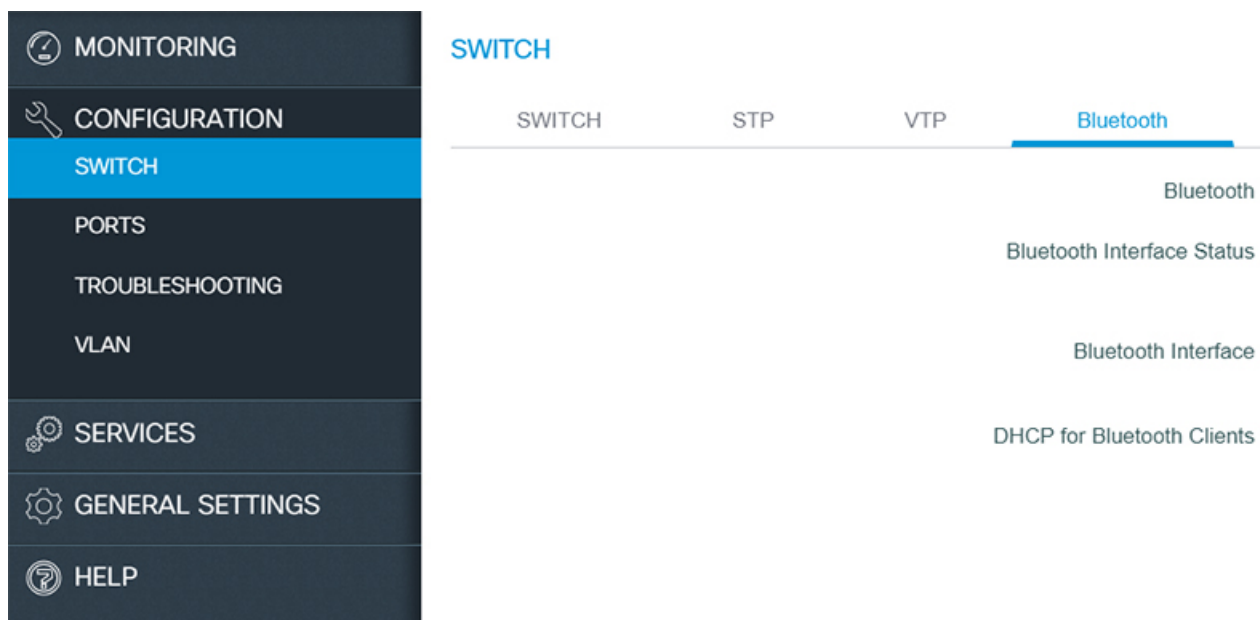 MONITORING
CONFIGURATION
SWITCH
PORTS
TROUBLESHOOTING
VLAN
SERVICES
GENERAL SETTINGS
HELP
SWITCH
SWITCH STP VTP Bluetooth
Bluetooth
Bluetooth Interface Status
Bluetooth Interface
DHCP for Bluetooth Clients